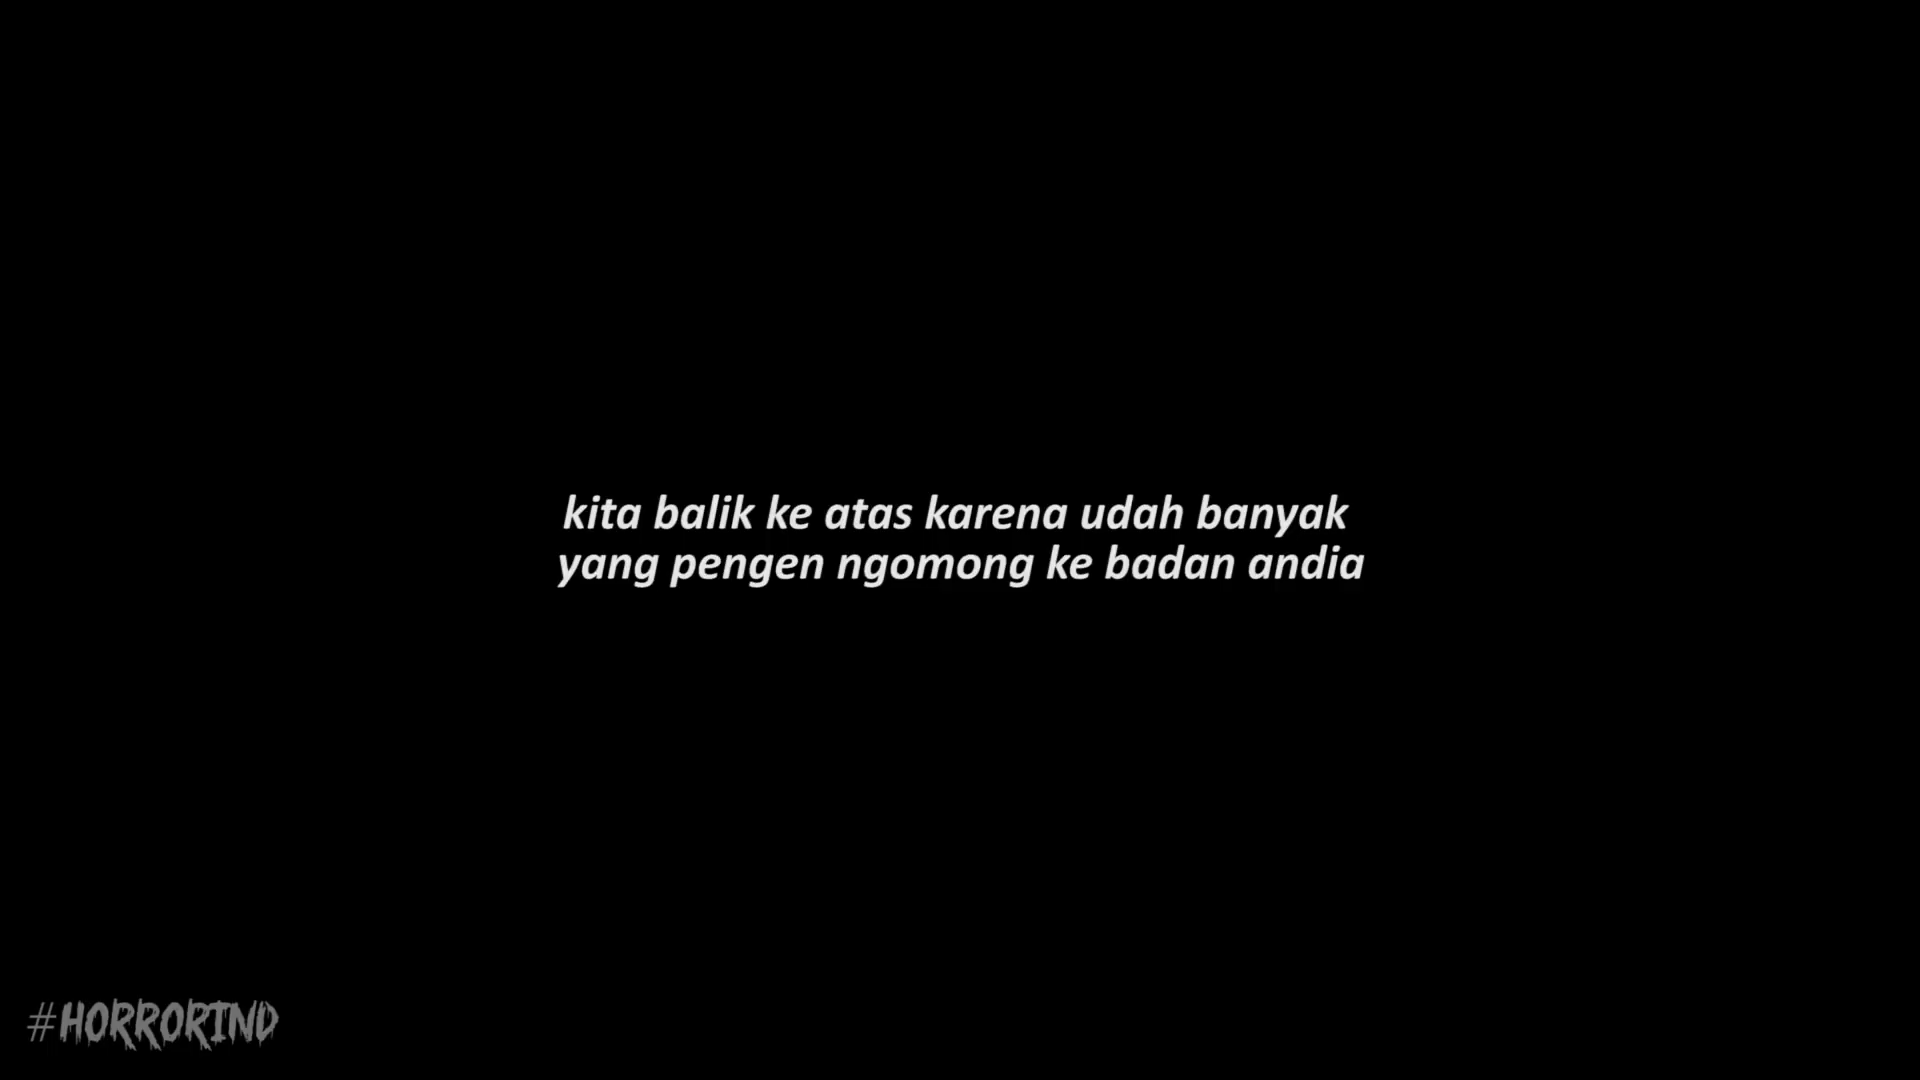 kita balik ke atas karena udah banyak
yang pengen ngomong ke badan andia
#HORRORIND